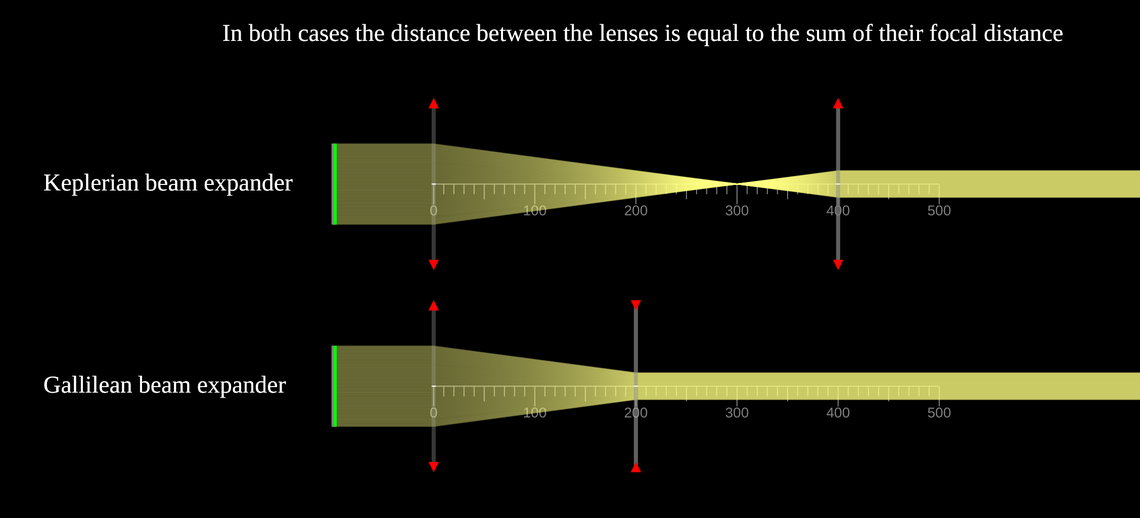 In both cases the distance between the lenses is equal to the sum of their focal distance
Keplerian beam expander
0 100 200 300 400 500
Gallilean beam expander
0 100 200 300 400 500